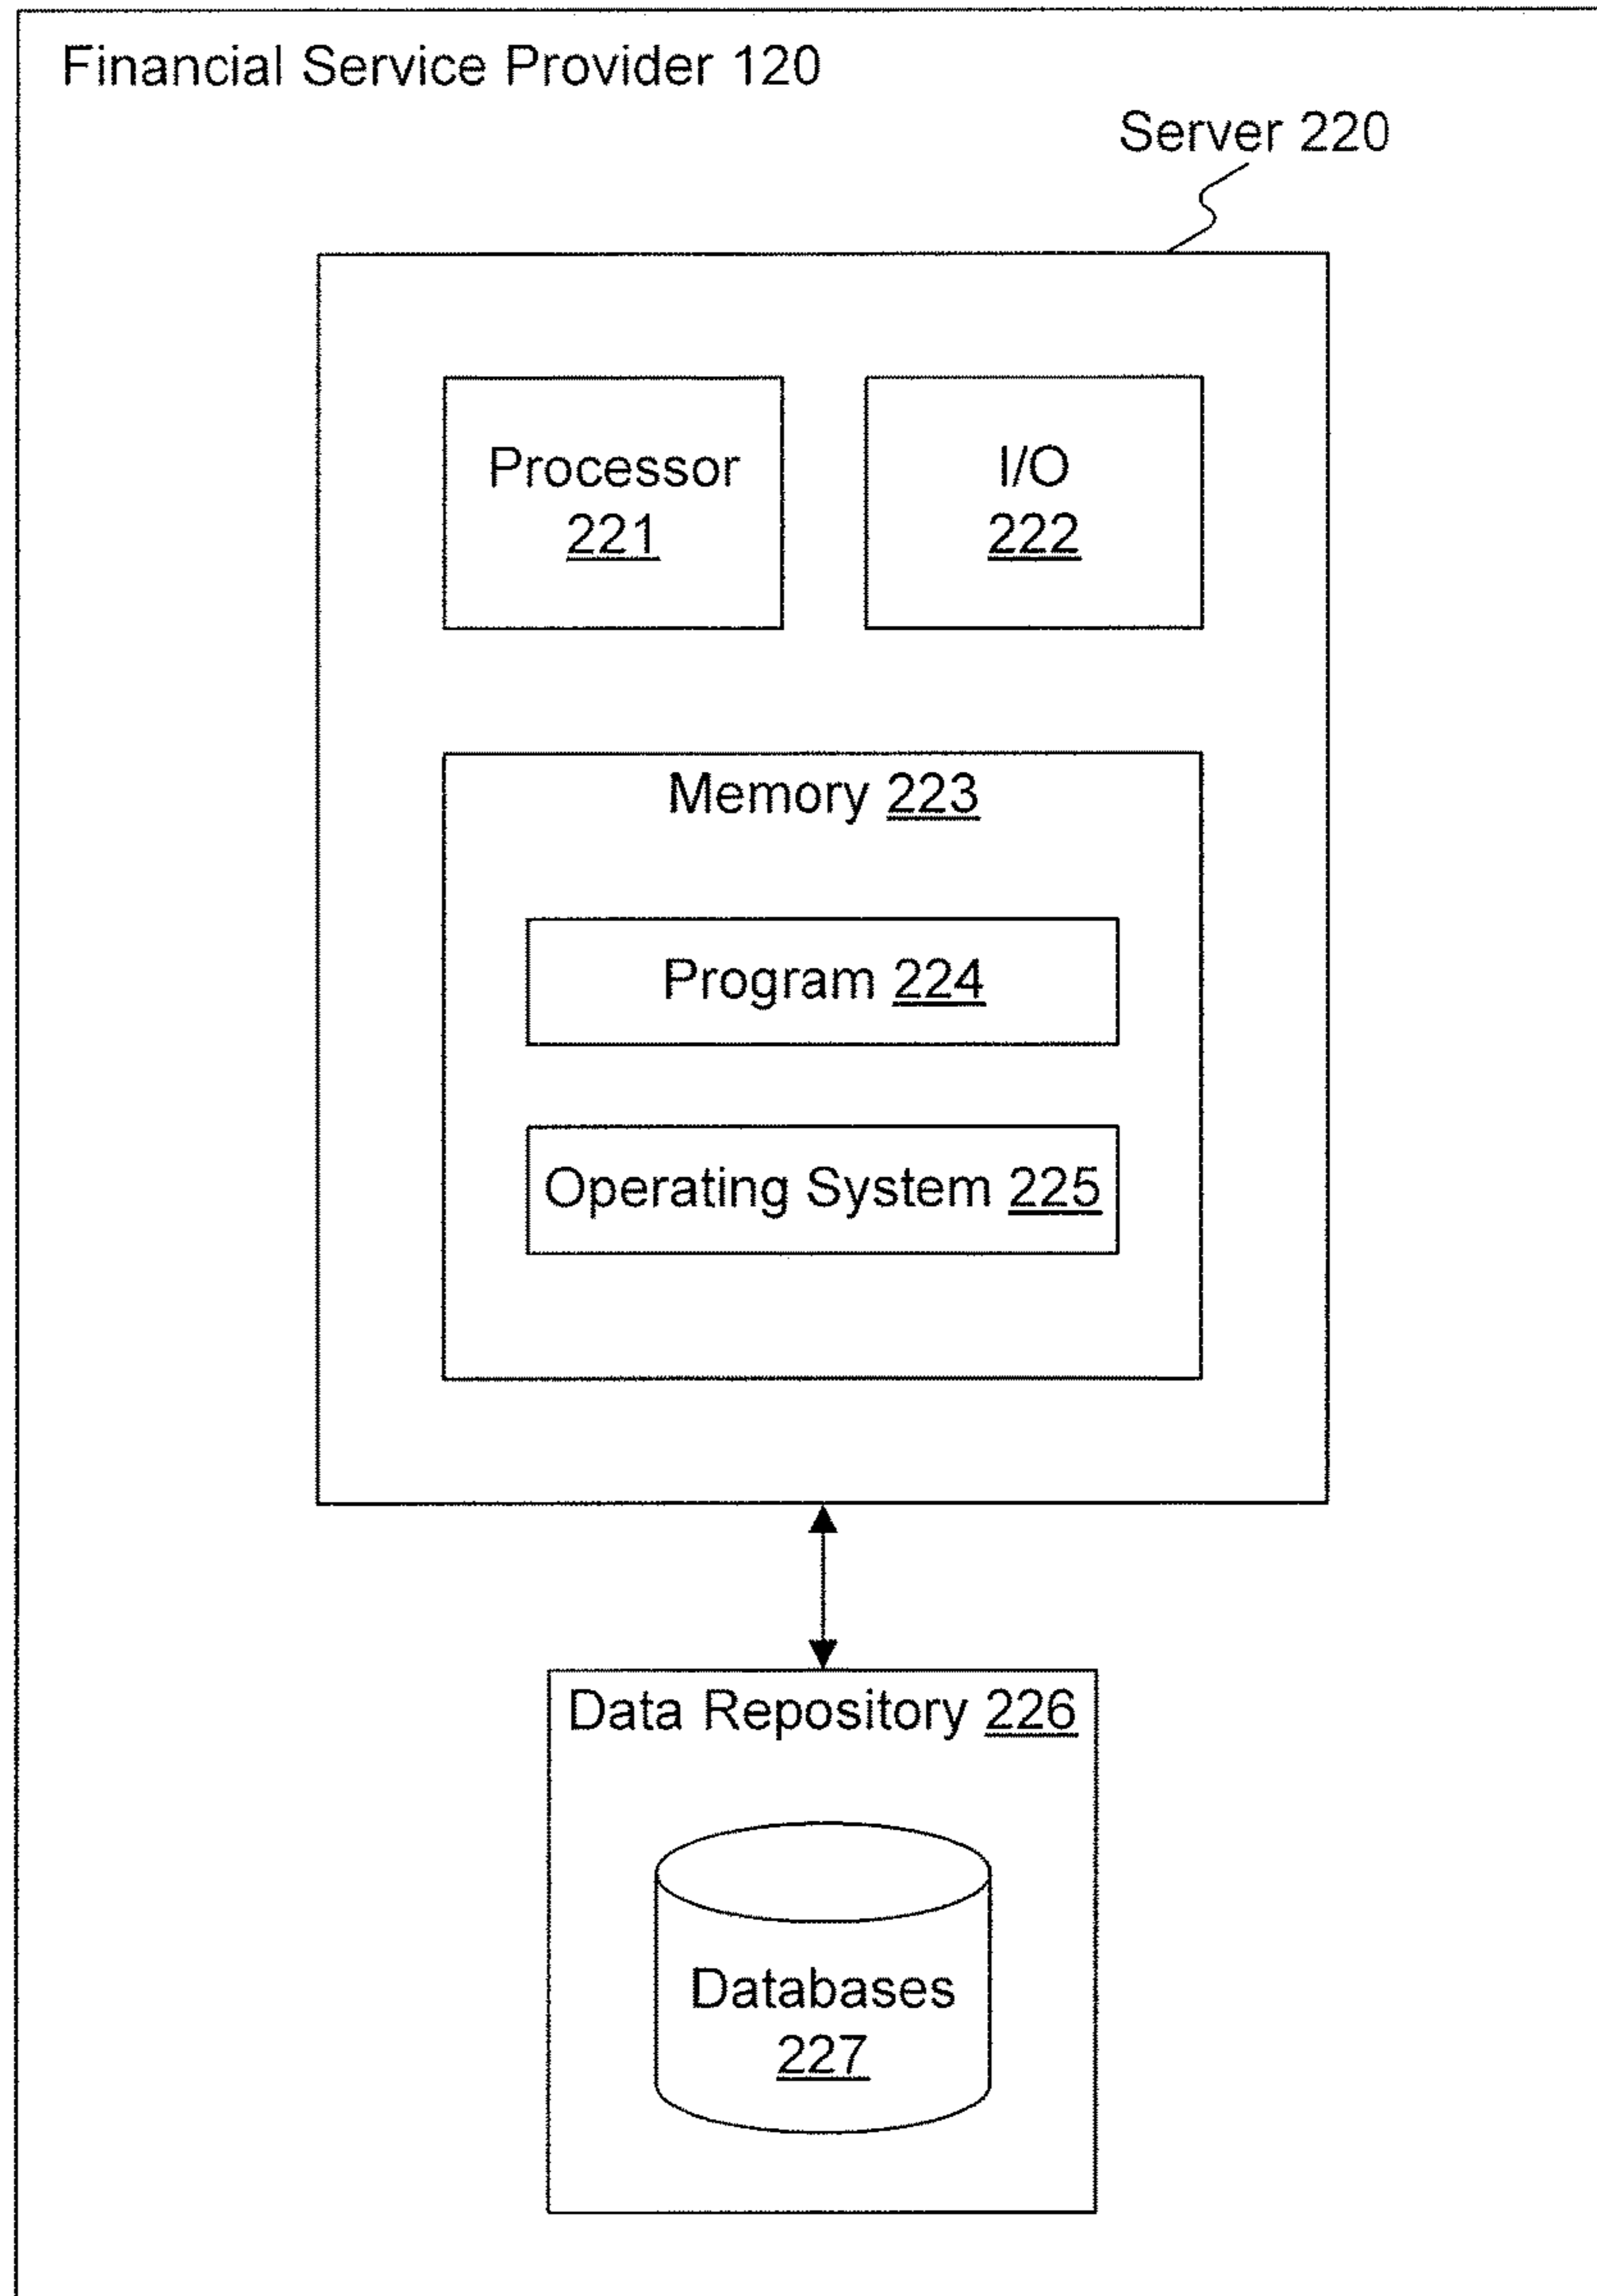 Financial Service Provider 120
Server 220
Processor
221
I/O
222
Memory 223
Program 224
Operating System 225
Data Repository 226
Databases
227